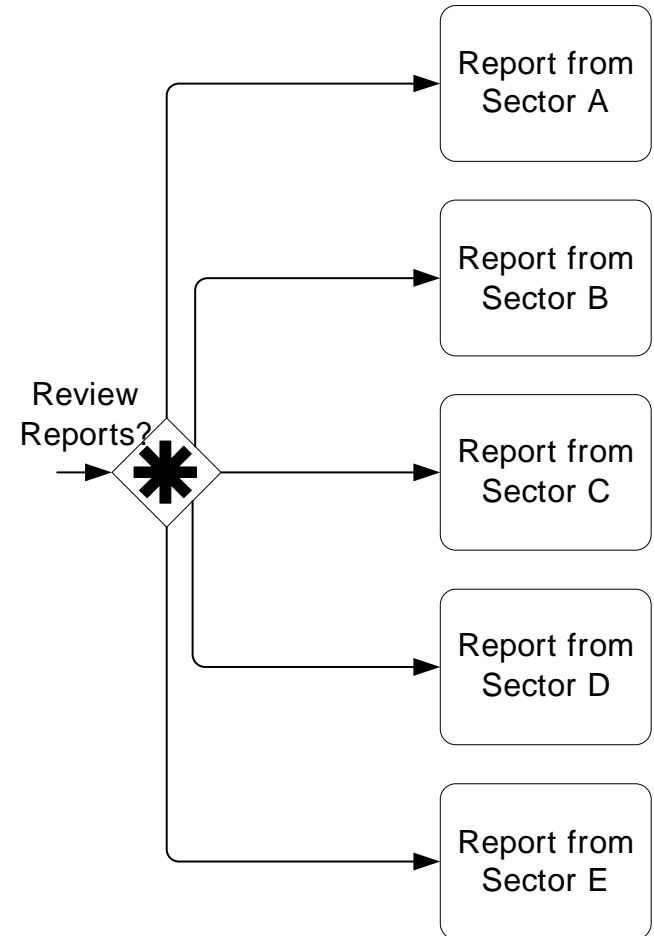 Report from
Sector A
Report from
Sector B
Review
Reports?
Report from
Sector C
Report from
Sector D
Report from
Sector E